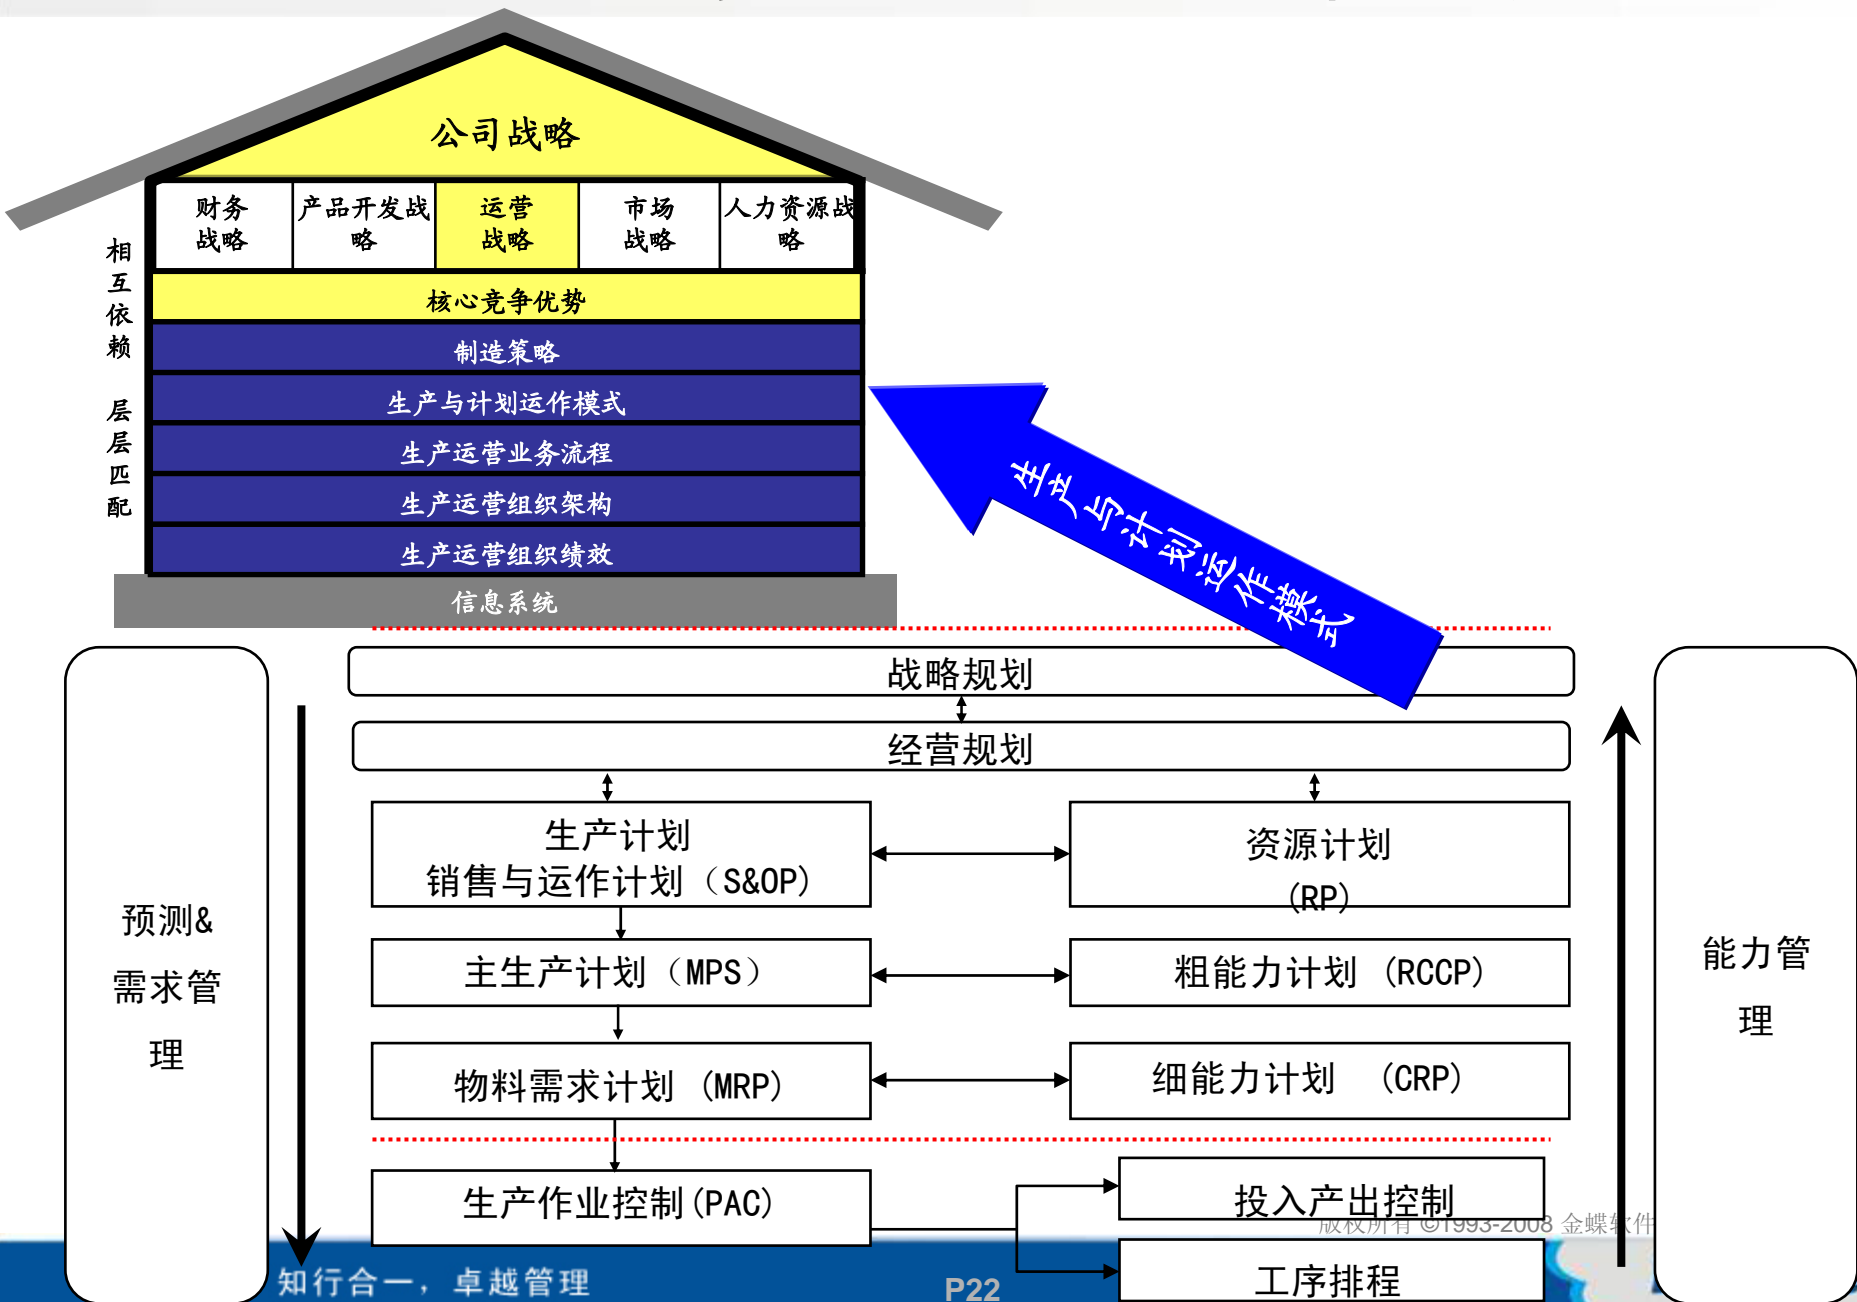 公司战略
财务
战略
产品开发战
略
运营
战略
市场
战略
人力资源战
略
相互依赖 层层匹配
核心竞争优势
制造策略
生产与计划运作模式
生产运营业务流程
生产运营组织架构
生产运营组织绩效
信息系统
生产与计划运作模式
战略规划
经营规划
生产计划
销售与运作计划（S&OP)
资源计划
(RP)
主生产计划（MPS）
粗能力计划 (RCCP)
物料需求计划 (MRP)
细能力计划 (CRP)
生产作业控制(PAC)
投入产出控制
工序排程
预测&
需求管
理
能力管
理
版权所有 ©1993-2008 金蝶软件
知行合一，卓越管理
P22